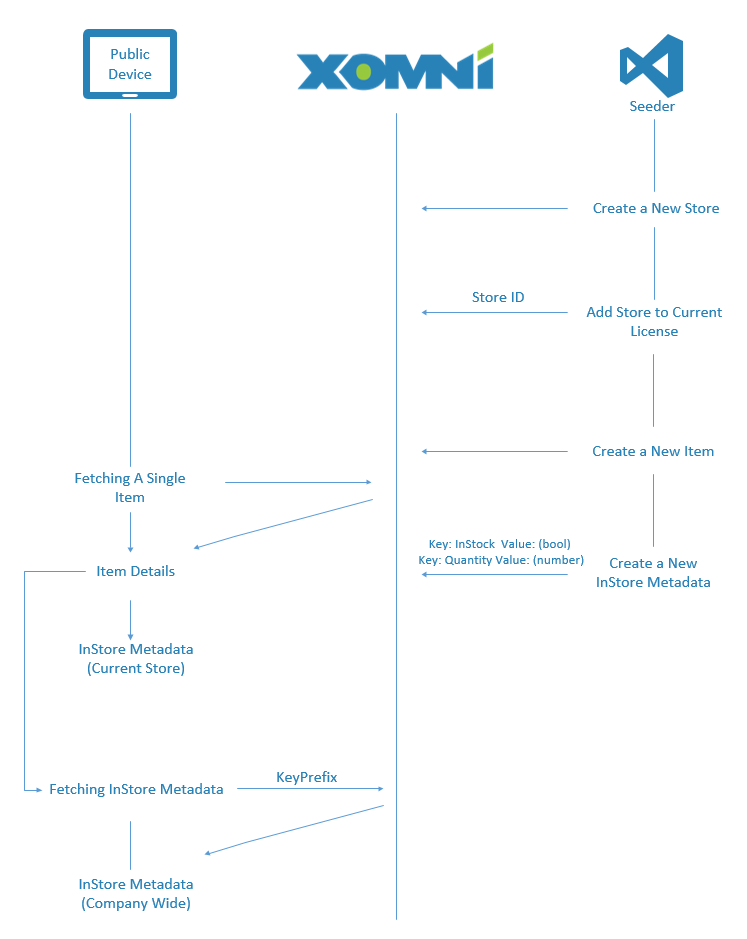 Public
Device
XOMNi
Seeder
Create a New Store
Store ID
Add Store to Current
License
Create a New Item
Fetching A Single
Item
Key: InStock Value: (bool)
Key: Quantity Value: (number)
Create a New
InStore Metadata
Item Details
InStore Metadata
(Current Store)
KeyPrefix
Fetching InStore Metadata
InStore Metadata
(Company Wide)